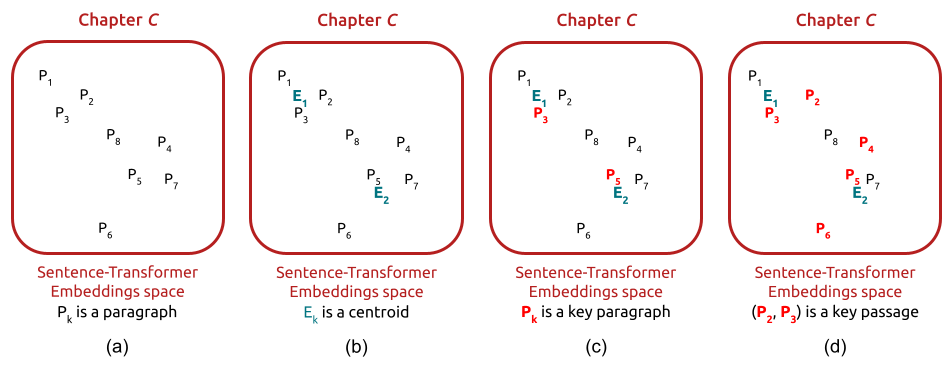 Chapter C
P1
P2
P3
P8
P4
P5
P7
P6
Sentence-Transformer
Embeddings space
Pk is a paragraph
(a)
Chapter C
P1
E1
P2
P3
P8
P4
P5
P7
E2
P6
Sentence-Transformer
Embeddings space
Ek is a centroid
(b)
Chapter C
P1
E1
P2
P3
P8
P4
P5
P7
E2
P6
Sentence-Transformer
Embeddings space
Pk is a key paragraph
(c)
Chapter C
P1
E1
P2
P3
P8
P4
P5
P7
E2
P6
Sentence-Transformer
Embeddings space
(P2, P3) is a key passage
(d)